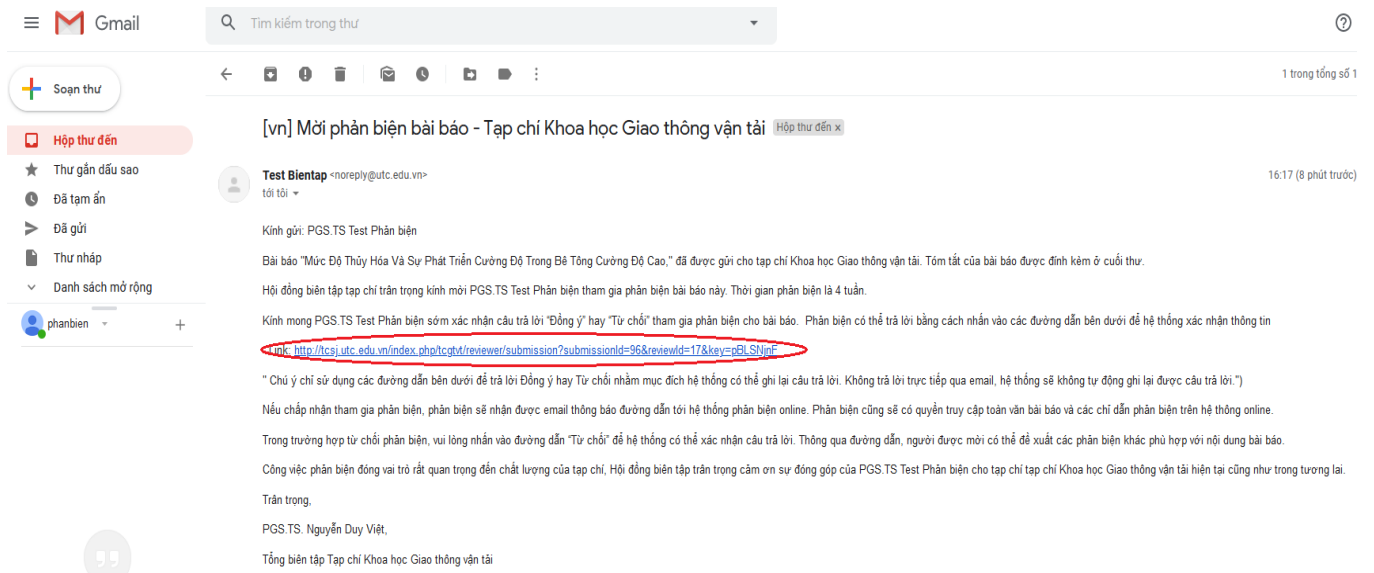 Gmail
Tìm kiếm trong thư
Soạn thư
1 trong tổng số 1
Hộp thư đến
Thư gắn dấu sao
Đã tạm ẩn
Đã gửi
Thư nháp
Danh sách mở rộng
phanbien
[vn] Mời phản biện bài báo - Tạp chí Khoa học Giao thông vận tải Hộp thư đến x
Test Bientap <noreply@utc.edu.vn> 16:17 (8 phút trước)
tới tôi
Kính gửi: PGS.TS Test Phản biện
Bài báo "Mức Độ Thủy Hóa Và Sự Phát Triển Cường Độ Trong Bê Tông Cường Độ Cao," đã được gửi cho tạp chí Khoa học Giao thông vận tải. Tóm tắt của bài báo được đính kèm ở cuối thư.
Hội đồng biên tập tạp chí trân trọng kính mời PGS.TS Test Phản biện tham gia phản biện bài báo này. Thời gian phản biện là 4 tuần.
Kính mong PGS.TS Test Phản biện sớm xác nhận câu trả lời "Đồng ý" hay "Từ chối" tham gia phản biện cho bài báo. Phản biện có thể trả lời bằng cách nhấn vào các đường dẫn bên dưới để hệ thống xác nhận thông tin
Link: http://tcsj.utc.edu.vn/index.php/tcgtvt/reviewer/submission?submissionId=96&reviewId=17&key=pBLSNjnF
" Chú ý chỉ sử dụng các đường dẫn bên dưới để trả lời Đồng ý hay Từ chối nhằm mục đích hệ thống có thể ghi lại câu trả lời. Không trả lời trực tiếp qua email, hệ thống sẽ không tự động ghi lại được câu trả lời.")
Nếu chấp nhận tham gia phản biện, phản biện sẽ nhận được email thông báo đường dẫn tới hệ thống phản biện online. Phản biện cũng sẽ có quyền truy cập toàn văn bài báo và các chỉ dẫn phản biện trên hệ thông online.
Trong trường hợp từ chối phản biện, vui lòng nhấn vào đường dẫn "Từ chối" để hệ thống có thể xác nhận câu trả lời. Thông qua đường dẫn, người được mời có thể đề xuất các phản biện khác phù hợp với nội dung bài báo.
Công việc phản biện đóng vai trò rất quan trọng đến chất lượng của tạp chí, Hội đồng biên tập trân trọng cảm ơn sự đóng góp của PGS.TS Test Phản biện cho tạp chí tạp chí Khoa học Giao thông vận tải hiện tại cũng như trong tương lai.
Trân trọng,
PGS.TS. Nguyễn Duy Việt,
Tổng biên tập Tạp chí Khoa học Giao thông vận tải